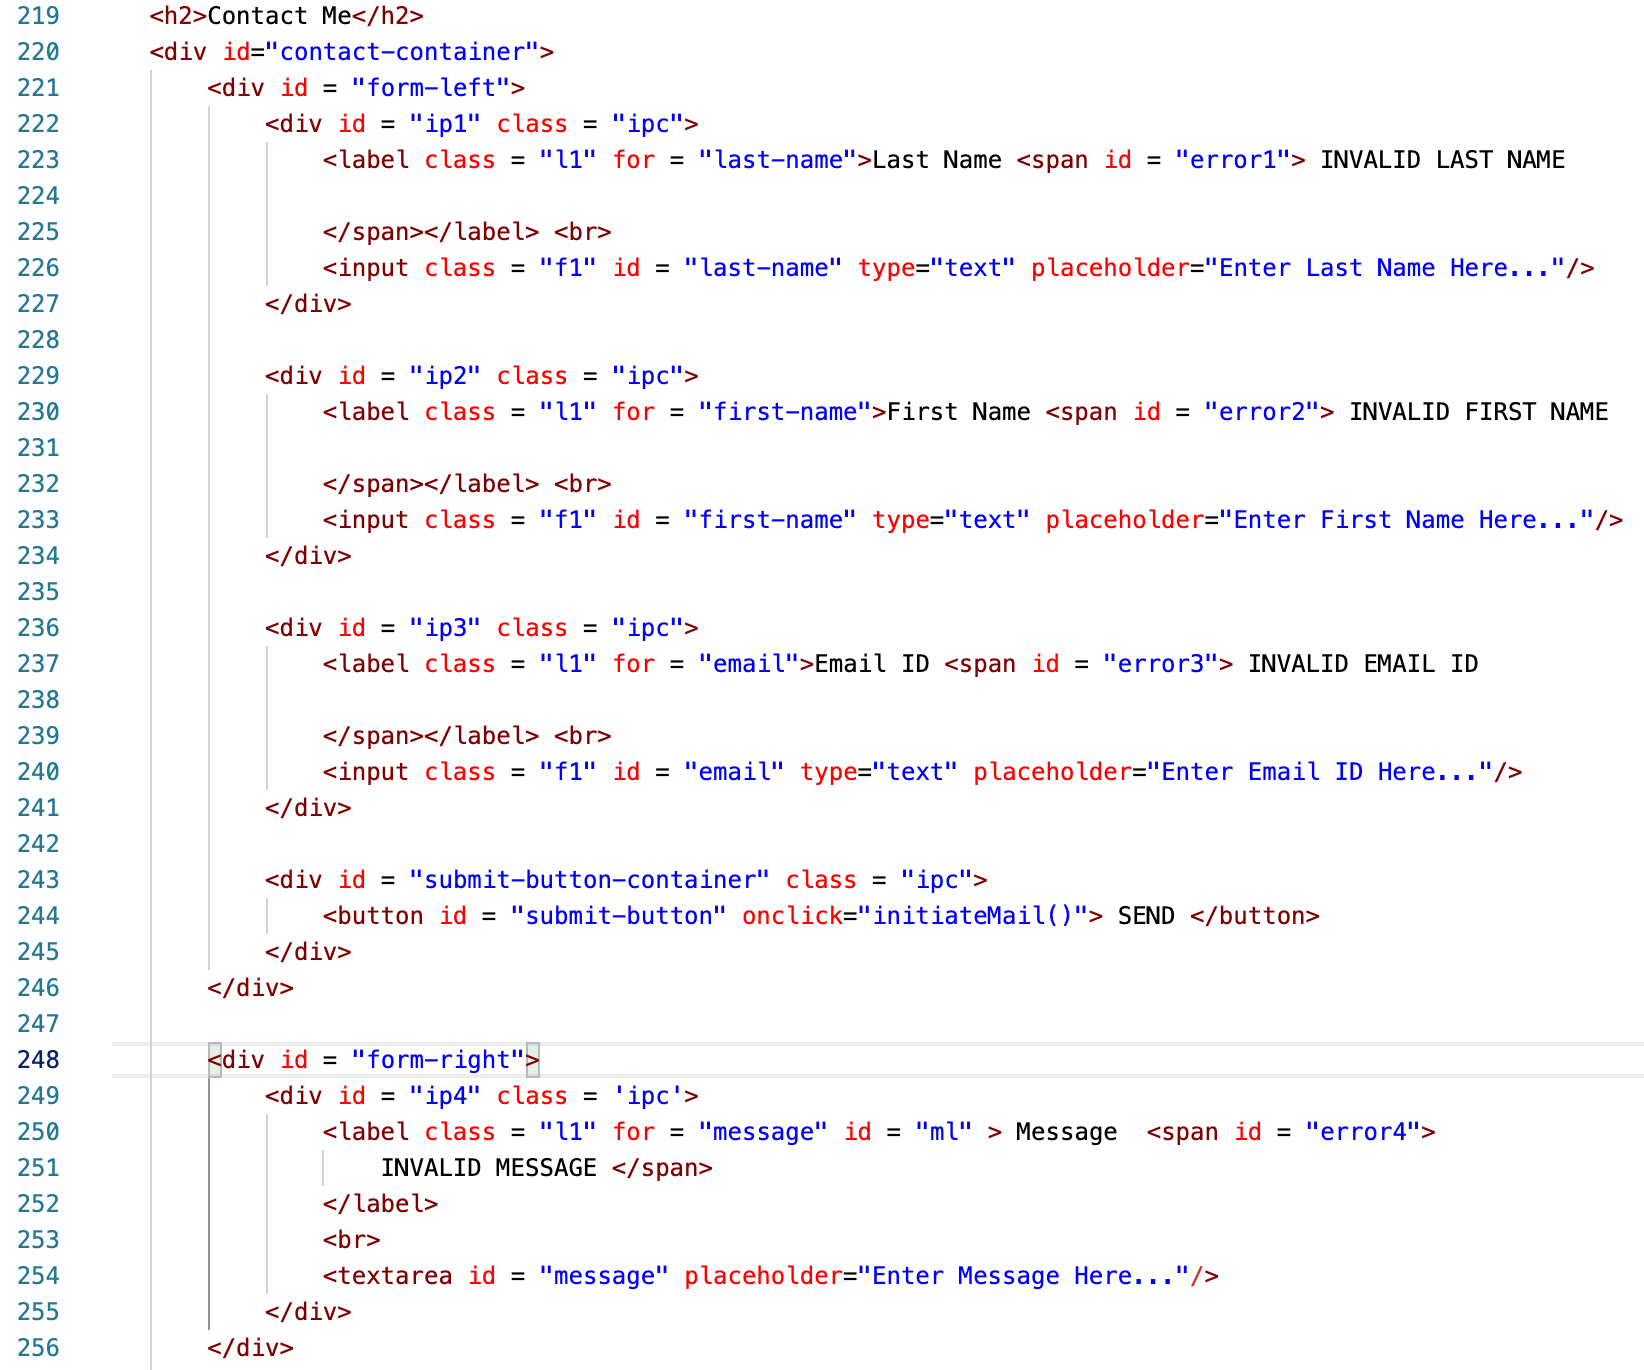 219 <h2>Contact Me</h2>
220 <div id="contact-container">
221 <div id = "form-left">
222 <div id = "ip1" class = "ipc">
223 <label class = "l1" for = "last-name">Last Name <span id = "error1"> INVALID LAST NAME
224
225 </span></label> <br>
226 <input class = "f1" id = "last-name" type="text" placeholder="Enter Last Name Here..."/>
227 </div>
228
229 <div id = "ip2" class = "ipc">
230 <label class = "l1" for = "first-name">First Name <span id = "error2"> INVALID FIRST NAME
231
232 </span></label> <br>
233 <input class = "f1" id = "first-name" type="text" placeholder="Enter First Name Here..."/>
234 </div>
235
236 <div id = "ip3" class = "ipc">
237 <label class = "l1" for = "email">Email ID <span id = "error3"> INVALID EMAIL ID
238
239 </span></label> <br>
240 <input class = "f1" id = "email" type="text" placeholder="Enter Email ID Here..."/>
241 </div>
242
243 <div id = "submit-button-container" class = "ipc">
244 <button id = "submit-button" onclick="initiateMail()"> SEND </button>
245 </div>
246 </div>
247
248 <div id = "form-right">
249 <div id = "ip4" class = 'ipc'>
250 <label class = "l1" for = "message" id = "ml" > Message  <span id = "error4">
251 INVALID MESSAGE </span>
252 </label>
253 <br>
254 <textarea id = "message" placeholder="Enter Message Here..."/>
255 </div>
256 </div>